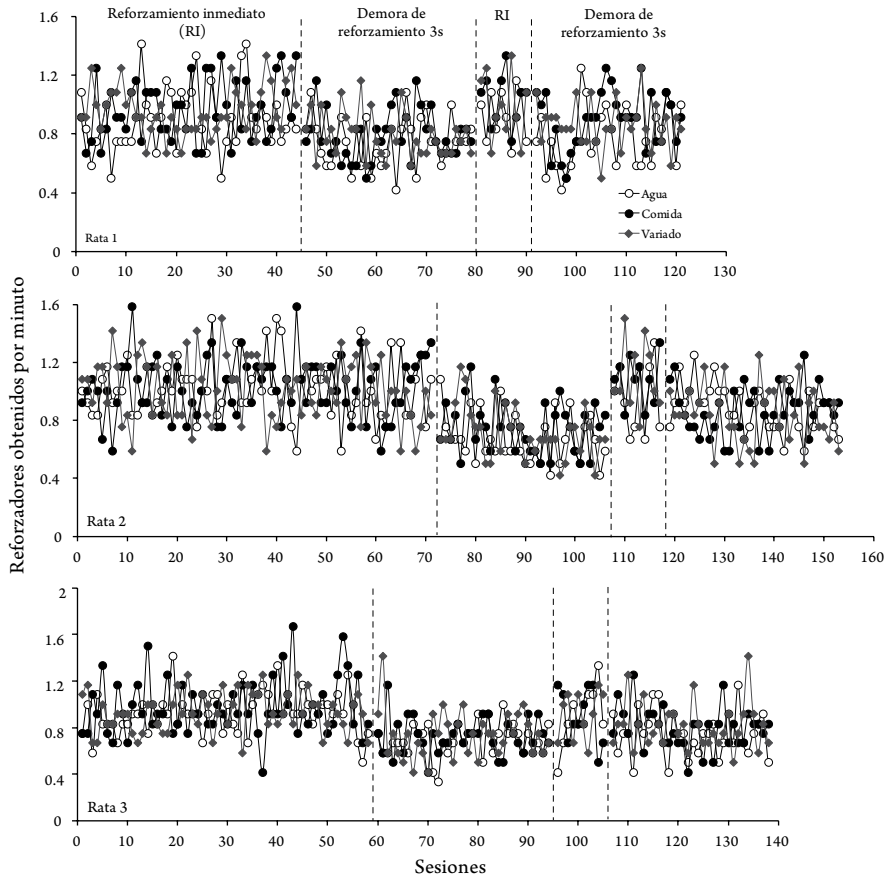 Reforzamiento inmediato
(RI)
Demora de
reforzamiento 3s
RI
Demora de
reforzamiento 3s
1.6
1.2
0.8
0.4
0
Agua
Comida
Variado
Rata 1
0 10 20 30 40 50 60 70 80 90 100 110 120 130
Reforzadores obtenidos por minuto
1.6
1.2
0.8
0.4
0
Rata 2
0 10 20 30 40 50 60 70 80 90 100 110 120 130 140 150 160
2
1.6
1.2
0.8
0.4
0
Rata 3
0 10 20 30 40 50 60 70 80 90 100 110 120 130 140
Sesiones